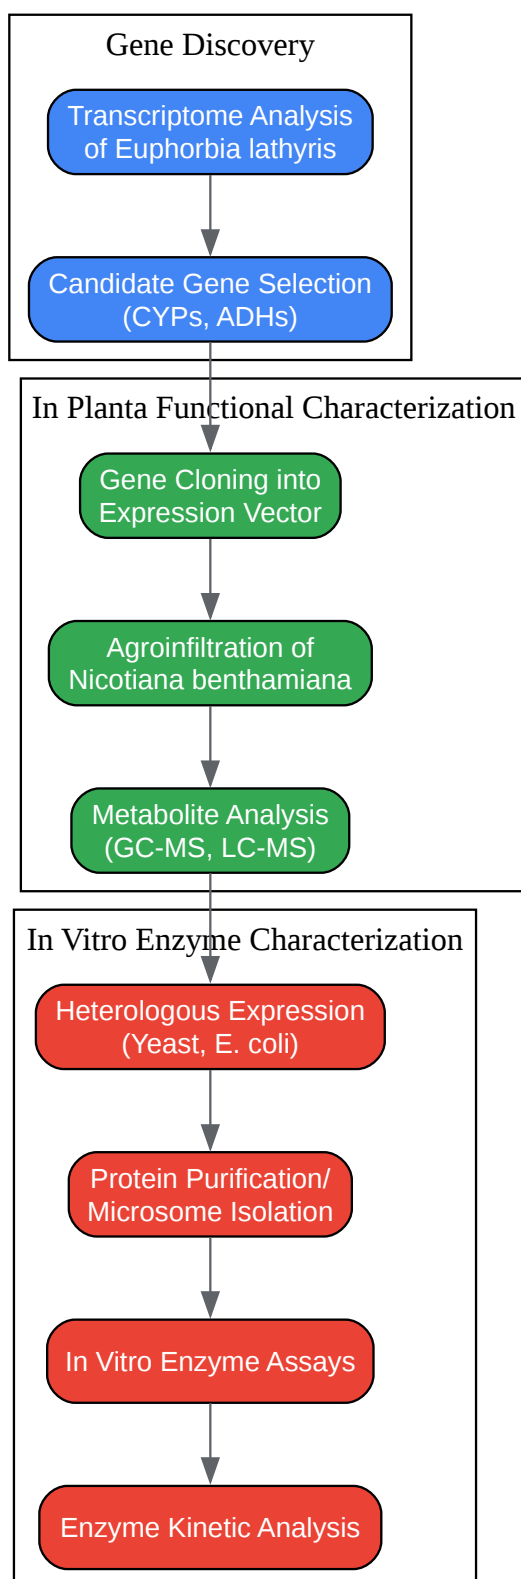 Gene Discovery
Transcriptome Analysis
of Euphorbia lathyris
Candidate Gene Selection
(CYPs, ADHs)
In Planta Functional Characterization
Gene Cloning into
Expression Vector
Agroinfiltration of
Nicotiana benthamiana
Metabolite Analysis
(GC-MS, LC-MS)
In Vitro Enzyme Characterization
Heterologous Expression
(Yeast, E. coli)
Protein Purification/
Microsome Isolation
In Vitro Enzyme Assays
Enzyme Kinetic Analysis